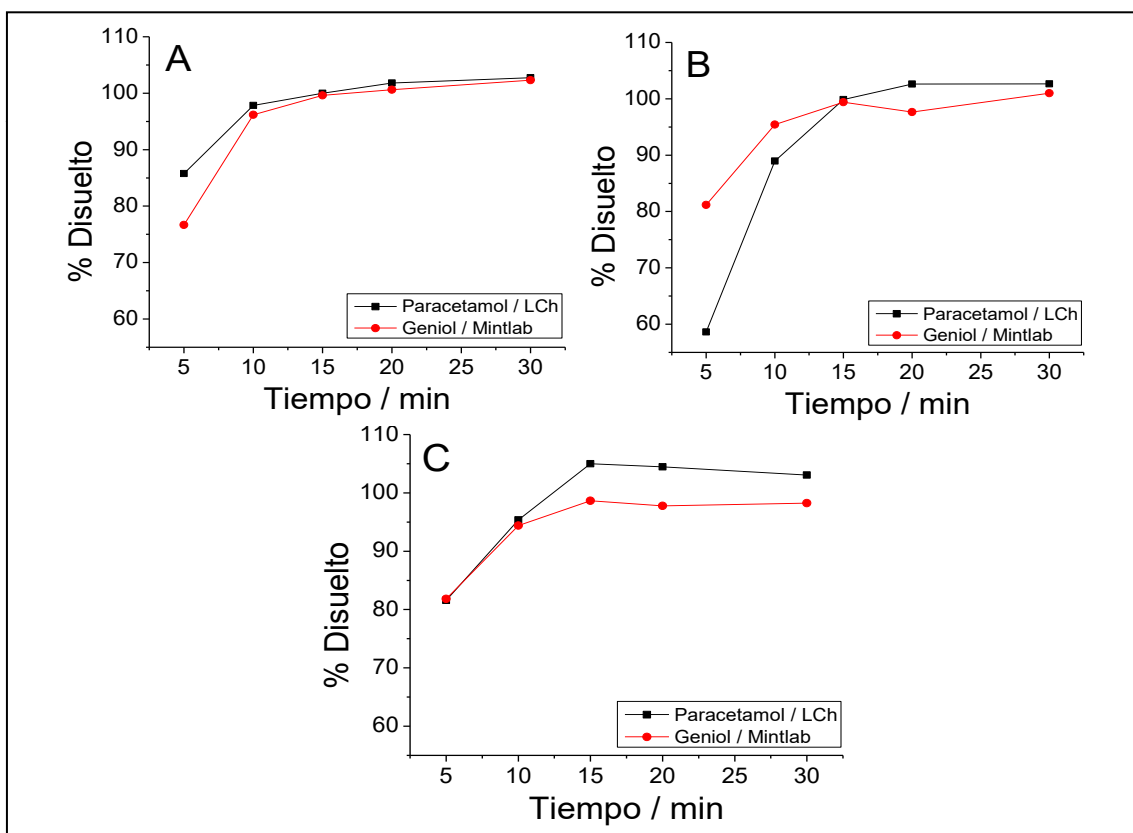 A
% Disuelto
110
100
90
80
70
60
Paracetamol / LCh
Geniol / Mintlab
5 10 15 20 25 30
Tiempo / min
B
% Disuelto
110
100
90
80
70
60
Paracetamol / LCh
Geniol / Mintlab
5 10 15 20 25 30
Tiempo / min
C
% Disuelto
110
100
90
80
70
60
Paracetamol / LCh
Geniol / Mintlab
5 10 15 20 25 30
Tiempo / min